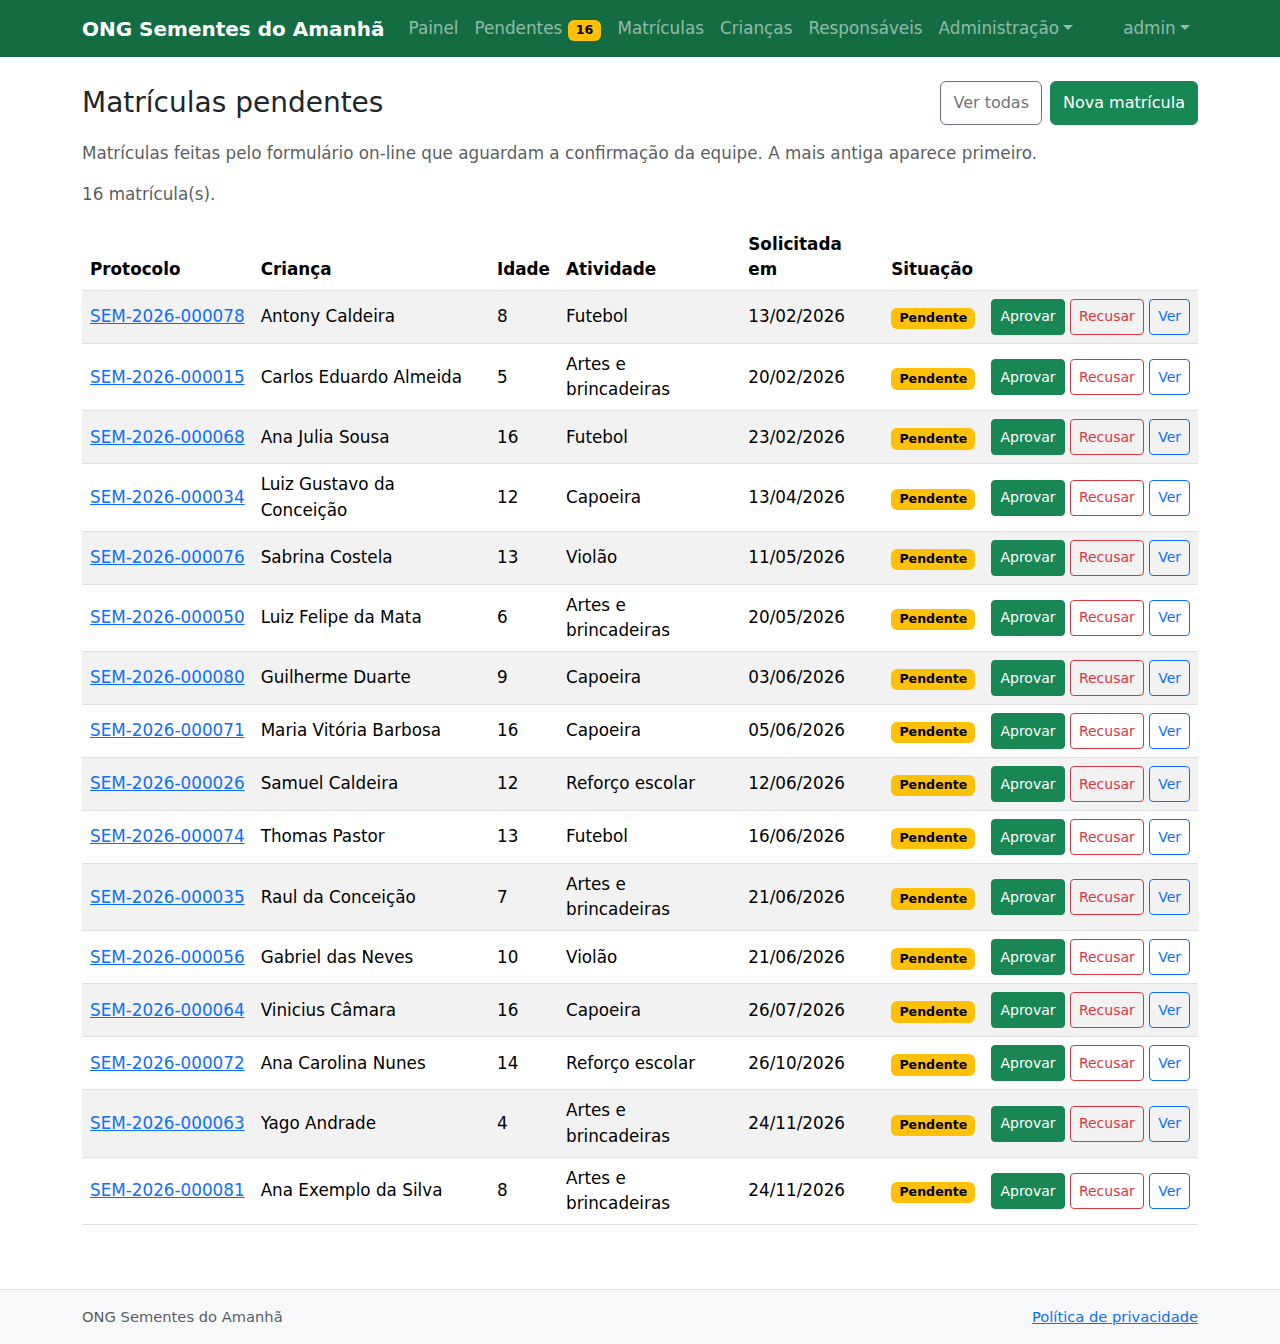 ONG Sementes do Amanhã Painel Pendentes 16 Matrículas Crianças Responsáveis Administração admin
Matrículas pendentes Ver todas Nova matrícula
Matrículas feitas pelo formulário on-line que aguardam a confirmação da equipe. A mais antiga aparece primeiro.
16 matrícula(s).
Solicitada
Protocolo Criança Idade Atividade em Situação
SEM-2026-000078 Antony Caldeira 8 Futebol 13/02/2026 Pendente Aprovar Recusar Ver
Artes e
SEM-2026-000015 Carlos Eduardo Almeida 5 brincadeiras 20/02/2026 Pendente Aprovar Recusar Ver
SEM-2026-000068 Ana Julia Sousa 16 Futebol 23/02/2026 Pendente Aprovar Recusar Ver
Luiz Gustavo da
SEM-2026-000034 Conceição 12 Capoeira 13/04/2026 Pendente Aprovar Recusar Ver
SEM-2026-000076 Sabrina Costela 13 Violão 11/05/2026 Pendente Aprovar Recusar Ver
Artes e
SEM-2026-000050 Luiz Felipe da Mata 6 brincadeiras 20/05/2026 Pendente Aprovar Recusar Ver
SEM-2026-000080 Guilherme Duarte 9 Capoeira 03/06/2026 Pendente Aprovar Recusar Ver
SEM-2026-000071 Maria Vitória Barbosa 16 Capoeira 05/06/2026 Pendente Aprovar Recusar Ver
SEM-2026-000026 Samuel Caldeira 12 Reforço escolar 12/06/2026 Pendente Aprovar Recusar Ver
SEM-2026-000074 Thomas Pastor 13 Futebol 16/06/2026 Pendente Aprovar Recusar Ver
Artes e
SEM-2026-000035 Raul da Conceição 7 brincadeiras 21/06/2026 Pendente Aprovar Recusar Ver
SEM-2026-000056 Gabriel das Neves 10 Violão 21/06/2026 Pendente Aprovar Recusar Ver
SEM-2026-000064 Vinicius Câmara 16 Capoeira 26/07/2026 Pendente Aprovar Recusar Ver
SEM-2026-000072 Ana Carolina Nunes 14 Reforço escolar 26/10/2026 Pendente Aprovar Recusar Ver
Artes e
SEM-2026-000063 Yago Andrade 4 brincadeiras 24/11/2026 Pendente Aprovar Recusar Ver
Artes e
SEM-2026-000081 Ana Exemplo da Silva 8 brincadeiras 24/11/2026 Pendente Aprovar Recusar Ver
ONG Sementes do Amanhã Política de privacidade